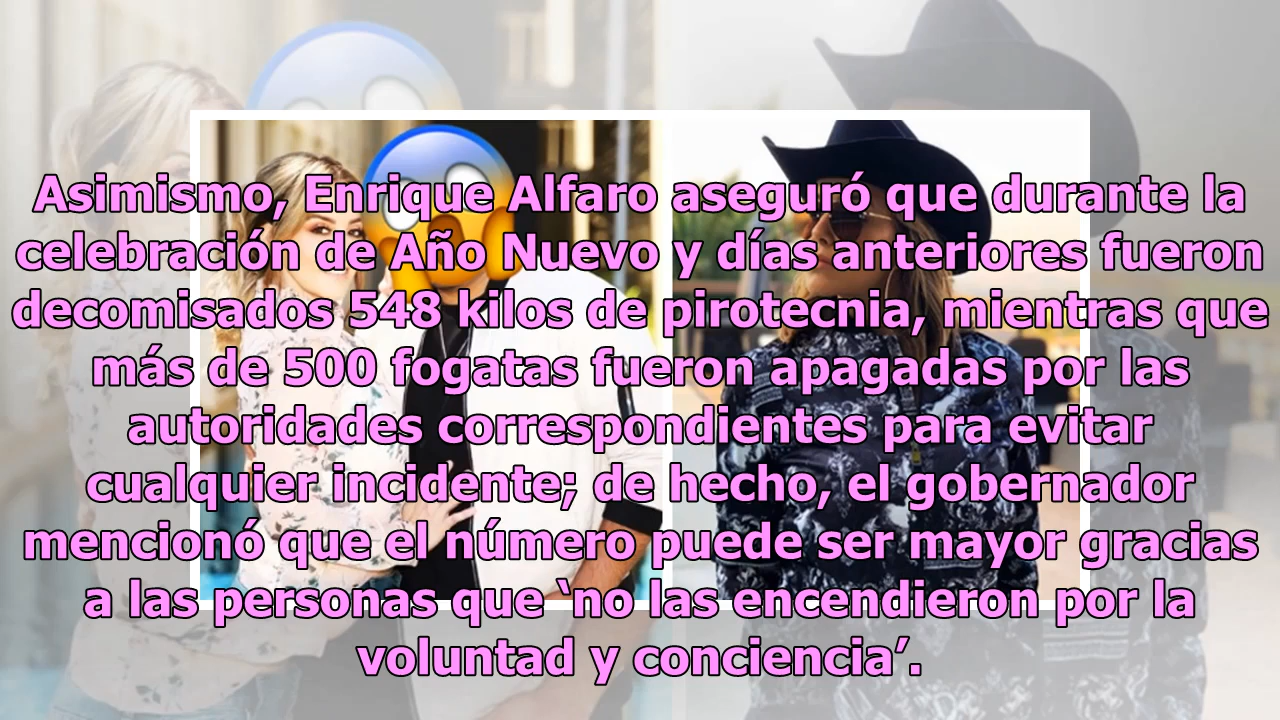 Asimismo, Enrique Alfaro aseguró que durante la
celebración de Año Nuevo y días anteriores fueron
decomisados 548 kilos de pirotecnia, mientras que
más de 500 fogatas fueron apagadas por las
autoridades correspondientes para evitar
cualquier incidente; de hecho, el gobernador
mencionó que el número puede ser mayor gracias
a las personas que ‘no las encendieron por la
voluntad y conciencia’.